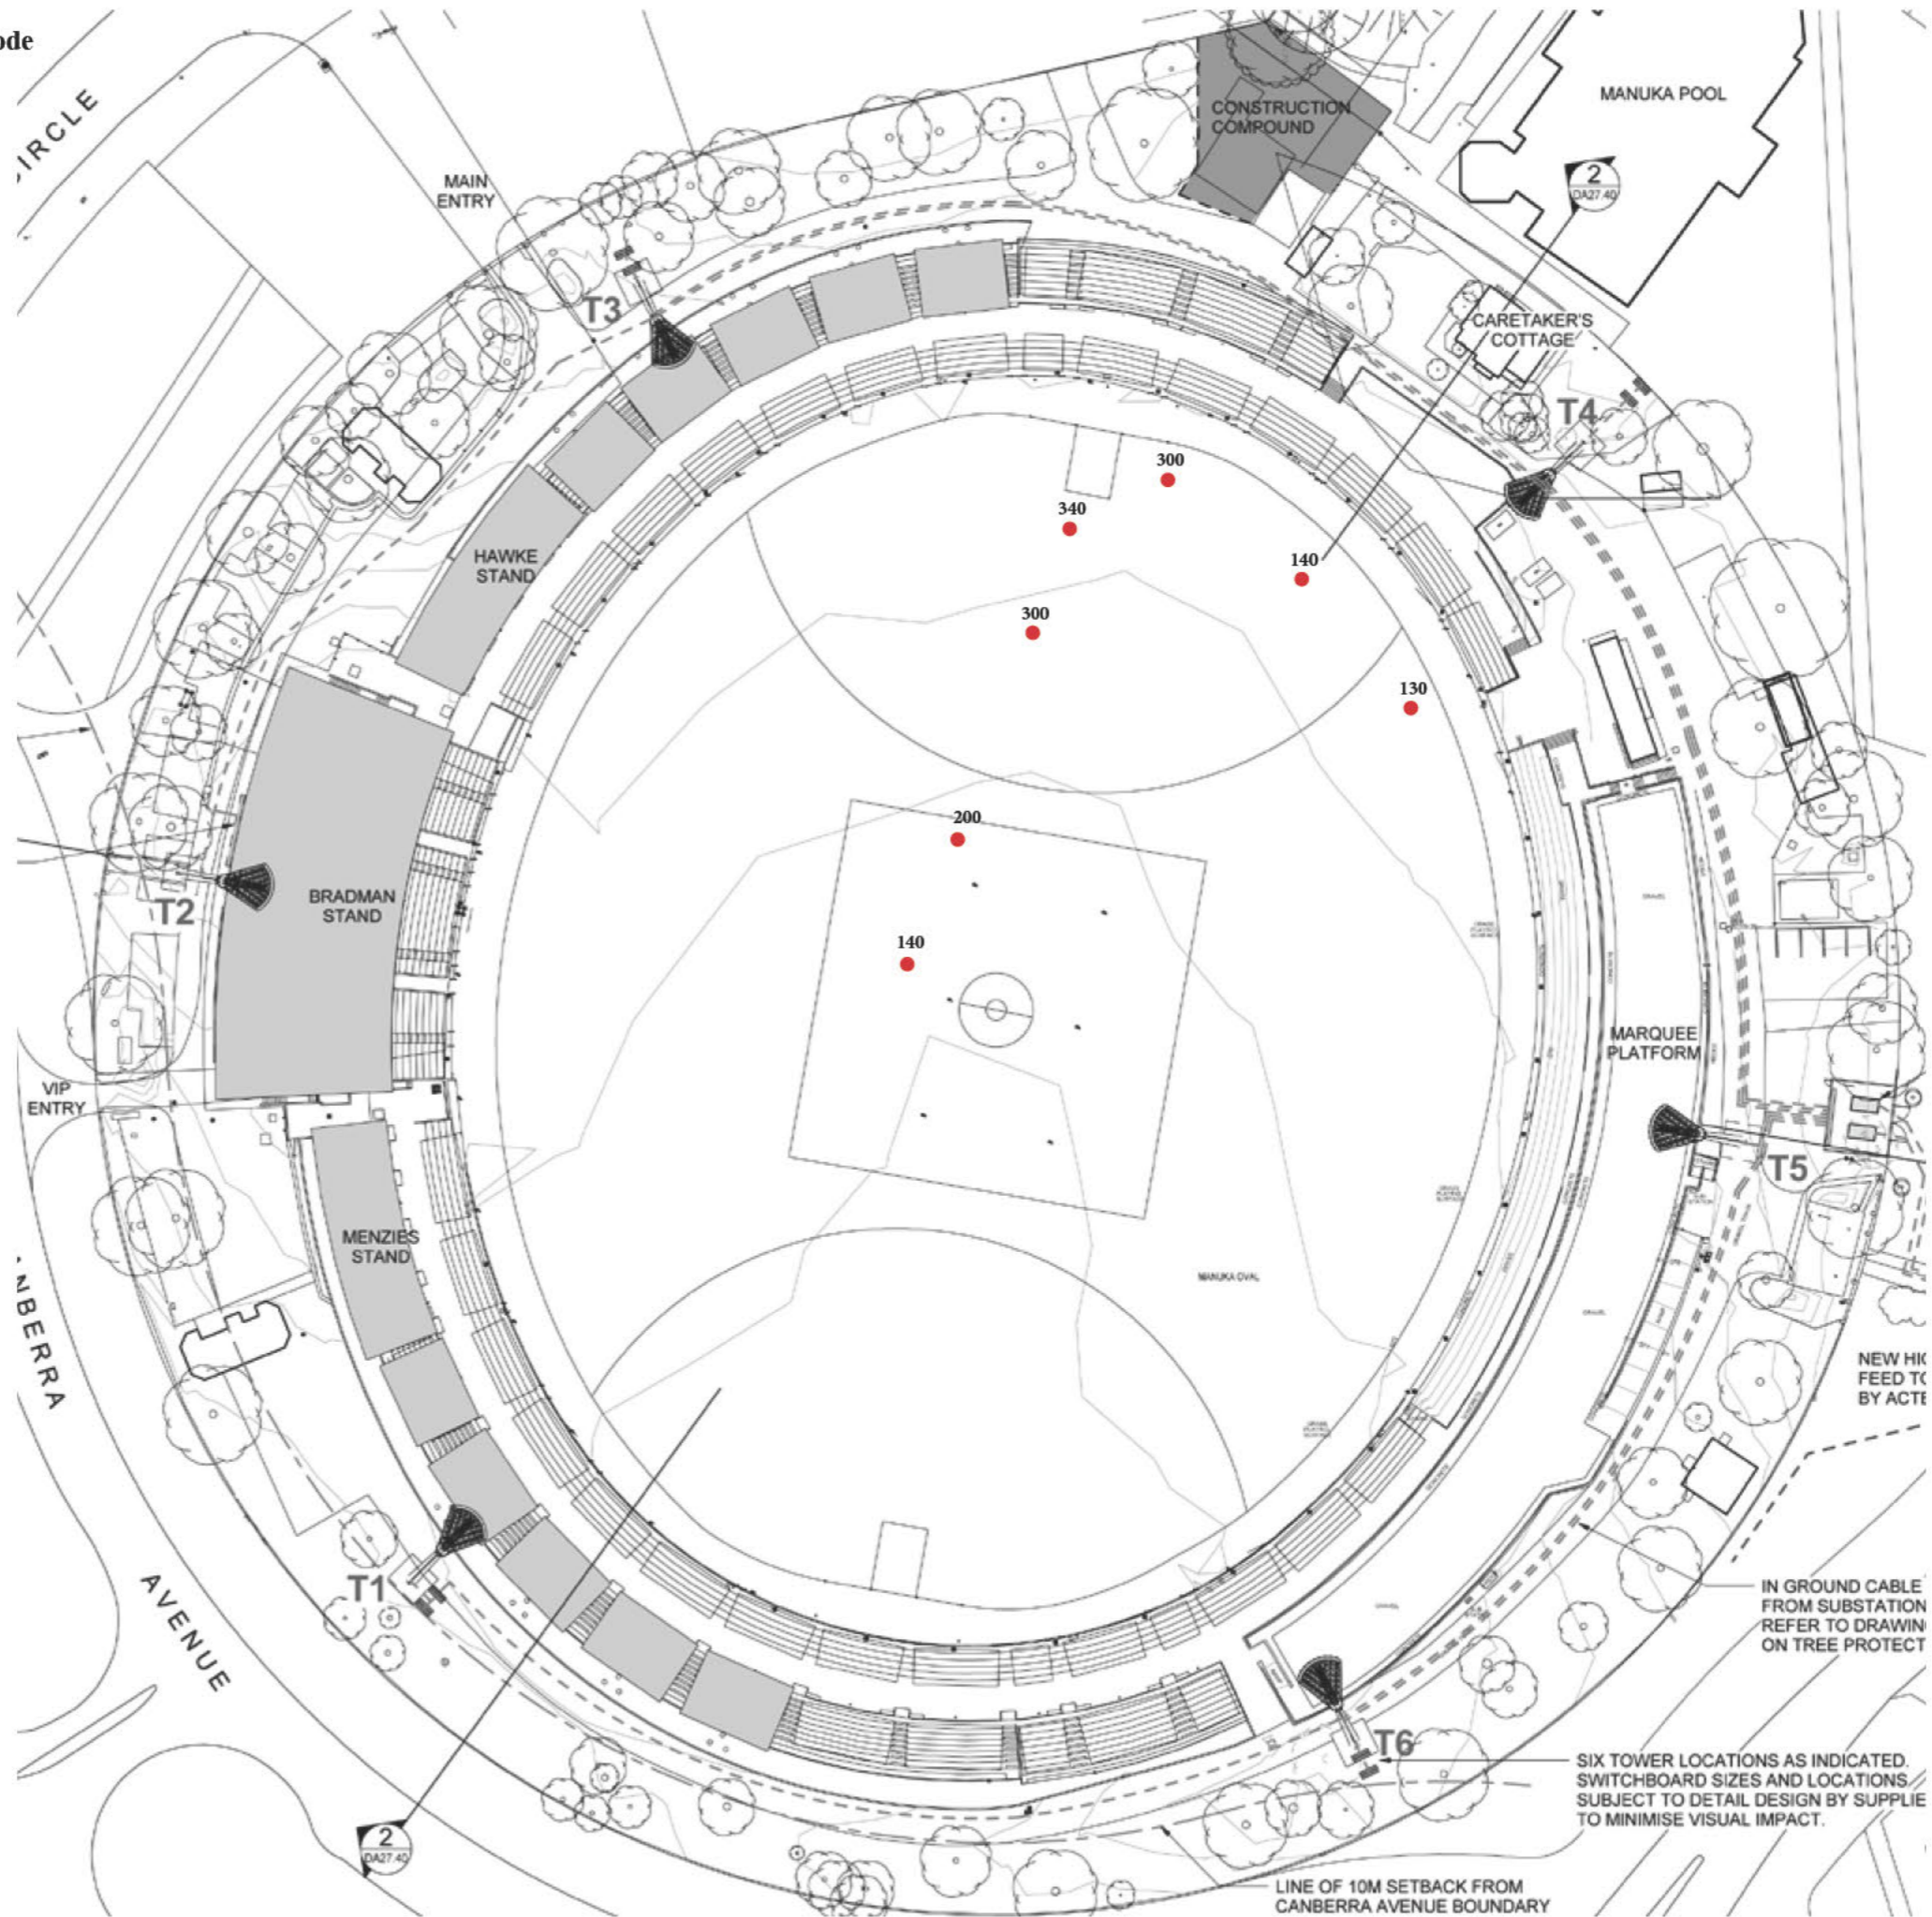 ode
CIRCLE
MANUKA POOL
CONSTRUCTION
COMPOUND
MAIN
ENTRY
2
DA27.40
T3
CARETAKER'S
COTTAGE
T4
300
340
HAWKE
STAND
140
300
130
200
BRADMAN
STAND
T2
140
MARQUEE
PLATFORM
VIP
ENTRY
T5
MENZIES
STAND
MANUKA OVAL
ANBERRA
AVENUE
NEW HIG
FEED TO
BY ACTE
T1
IN GROUND CABLE
FROM SUBSTATION
REFER TO DRAWIN
ON TREE PROTECT
T6
SIX TOWER LOCATIONS AS INDICATED.
SWITCHBOARD SIZES AND LOCATIONS
SUBJECT TO DETAIL DESIGN BY SUPPLIE
TO MINIMISE VISUAL IMPACT.
2
DA27.40
LINE OF 10M SETBACK FROM
CANBERRA AVENUE BOUNDARY